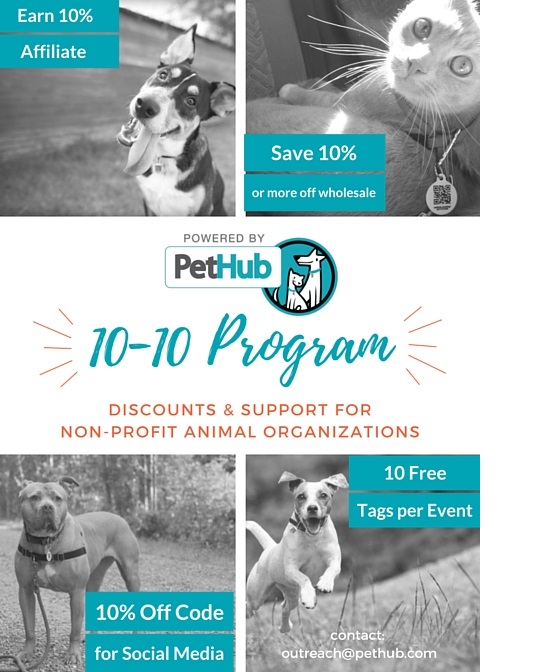 Earn 10%
Affiliate
Save 10%
or more off wholesale
POWERED BY
PetHub
10-10 Program
DISCOUNTS & SUPPORT FOR
NON-PROFIT ANIMAL ORGANIZATIONS
10 Free
Tags per Event
10% Off Code
for Social Media
contact:
outreach@pethub.com